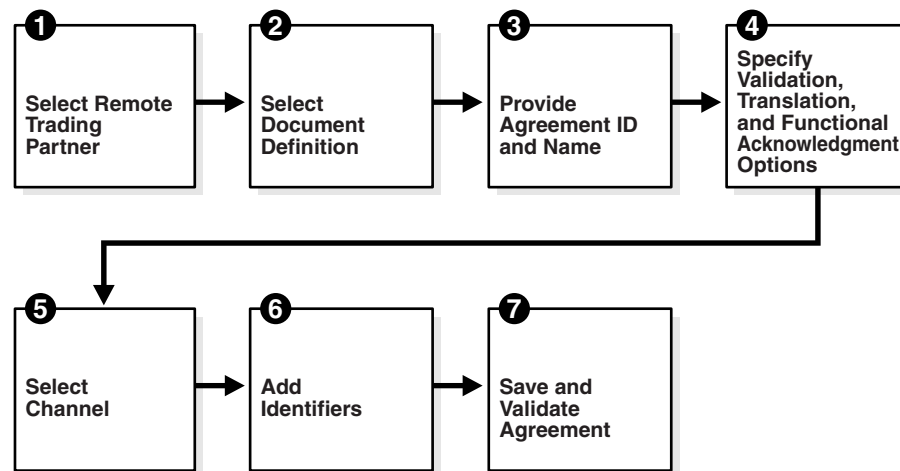 1
Select Remote
Trading
Partner
2
Select
Document
Definition
3
Provide
Agreement ID
and Name
4
Specify
Validation,
Translation,
and Functional
Acknowledgment
Options
5
Select
Channel
6
Add
Identifiers
7
Save and
Validate
Agreement